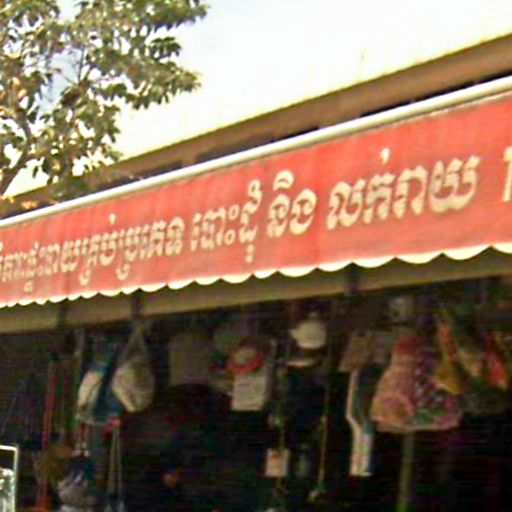 គ្រប់ប្រភេទ បោះដុំ និង លក់រាយ